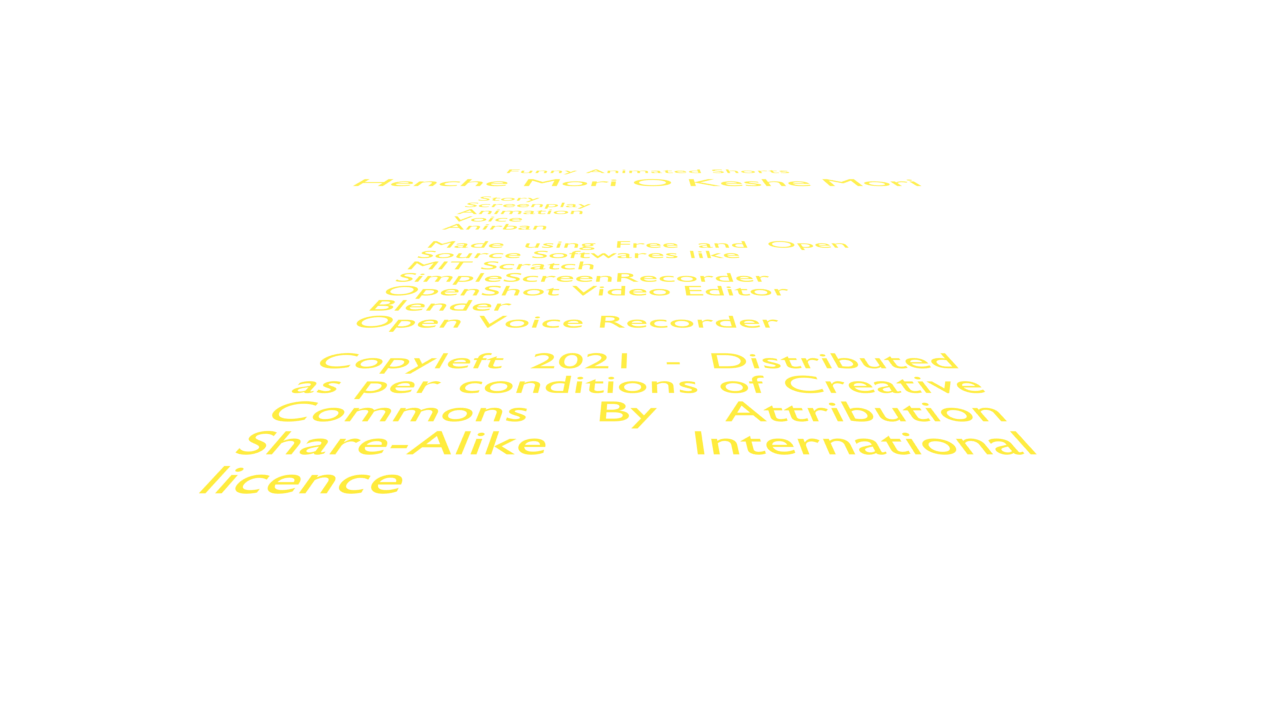 Funny Animated Shorts
Henche Mori O Keshe Mori
Story
Screenplay
Animation
Voice
Anirban
Made using Free and Open
Source Softwares like
MIT Scratch
SimpleScreenRecorder
OpenShot Video Editor
Blender
Open Voice Recorder
Copyleft 2021 - Distributed
as per conditions of Creative
Commons By Attribution
Share-Alike International
licence